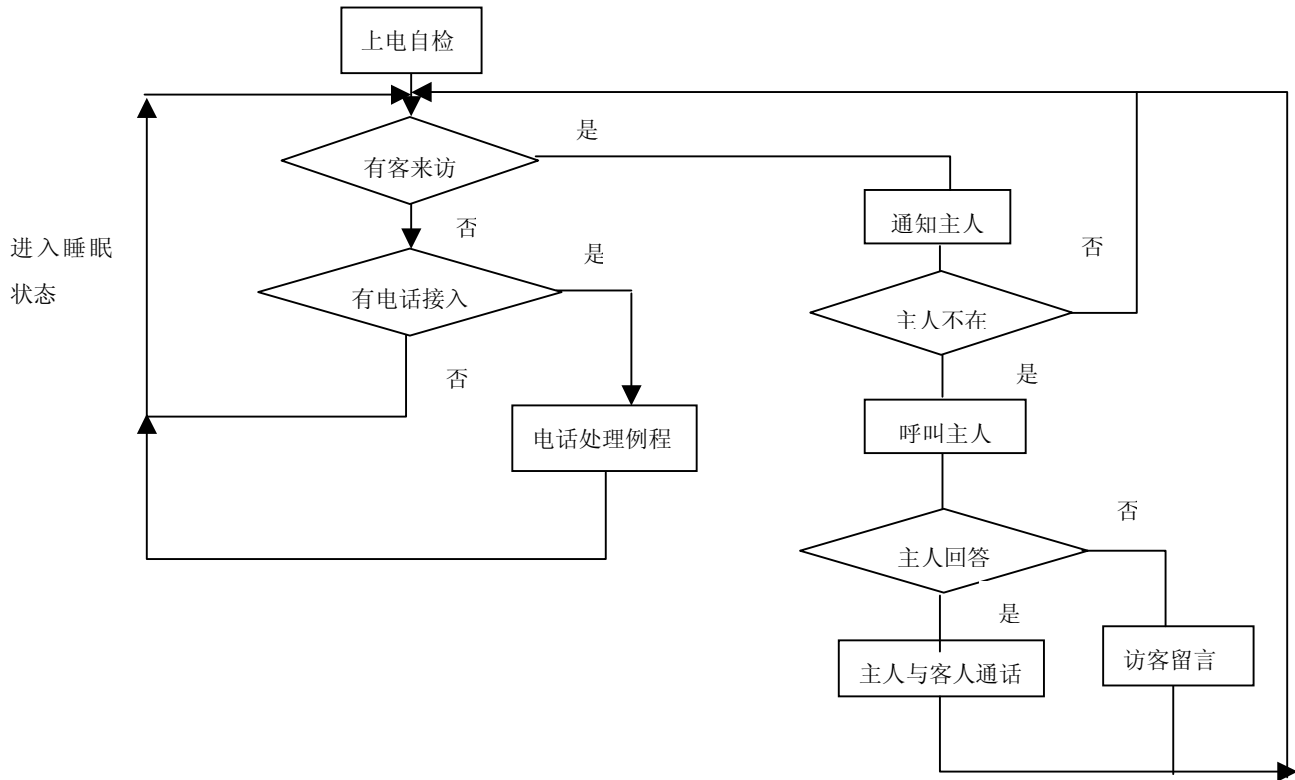 上电自检
是
有客来访
通知主人
否
否
进入睡眠
状态
是
有电话接入
主人不在
否
是
电话处理例程
呼叫主人
否
主人回答
是
主人与客人通话
访客留言